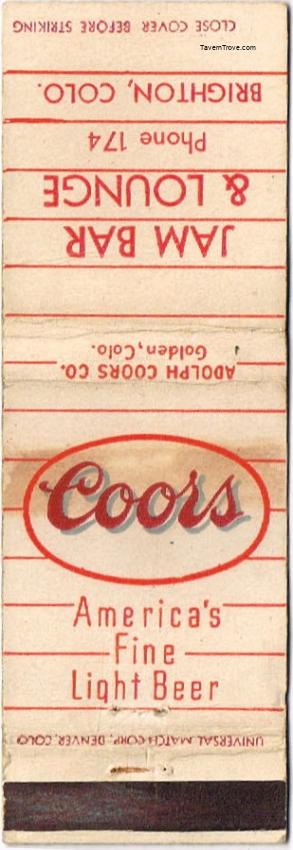 CLOSE COVER BEFORE STRIKING
TavernTrove.com
BRIGHTON, COLO.
Phone 174
& LOUNGE
JAM BAR
Golden, Colo.
ADOLPH COORS CO.
Coors
America's
Fine
Light Beer
UNIVERSAL MATCH CORP., DENVER, COLO